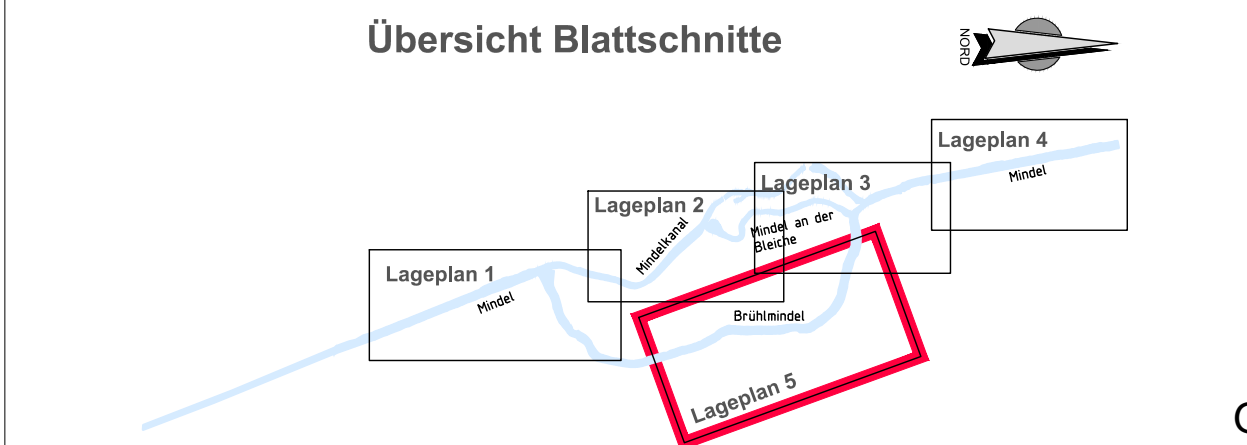 Übersicht Blattschnitte
NORD
Lageplan 4
Mindel
Lageplan 3
Lageplan 2
Mindel an der
Bleiche
Mindelkanal
Lageplan 1
Mindel
Brühlmindel
Lageplan 5